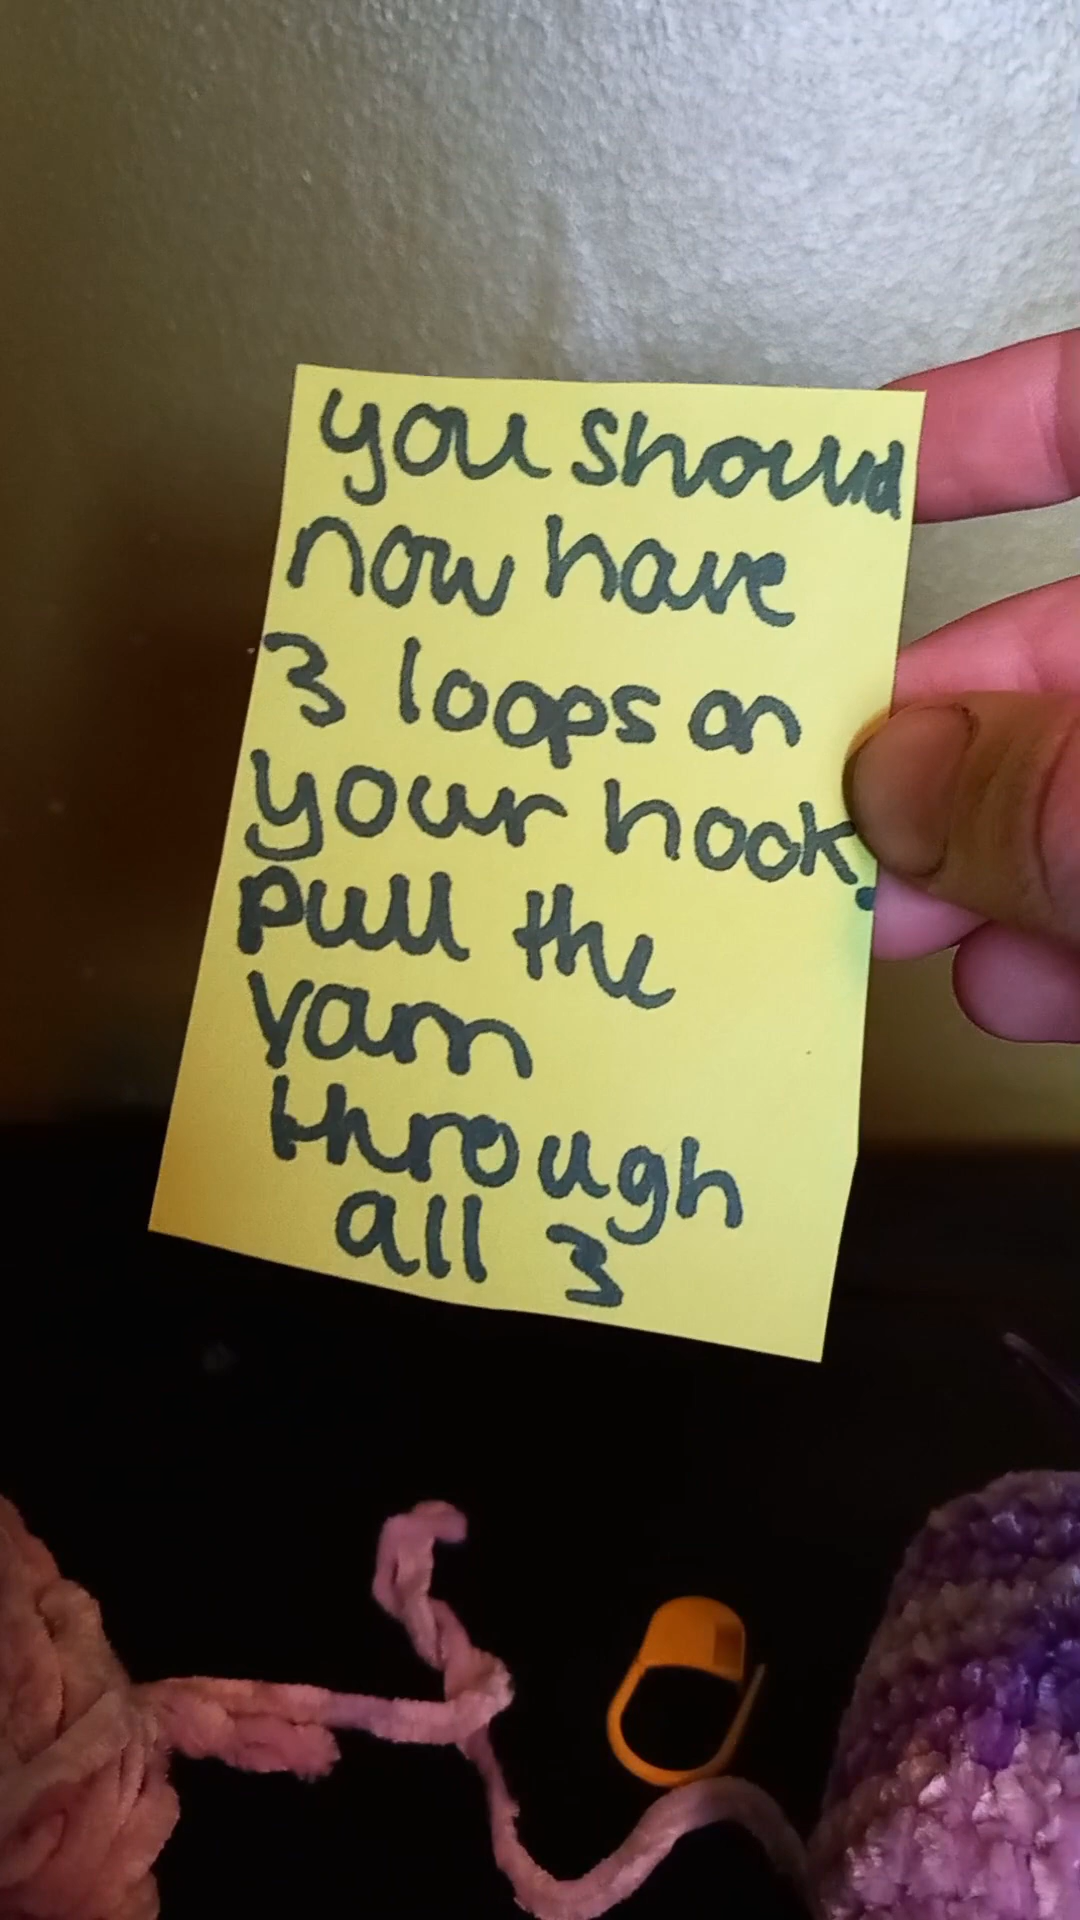 you should
now have
3 loops on
your hook.
pull the
yarn
through
all 3